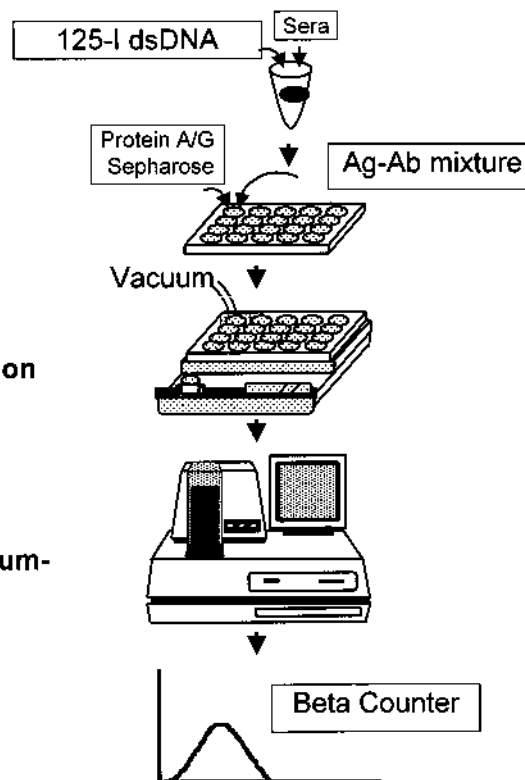 125-I dsDNA
Sera
Protein A/G
Sepharose
Ag-Ab mixture
Vacuum
on
um-
Beta Counter